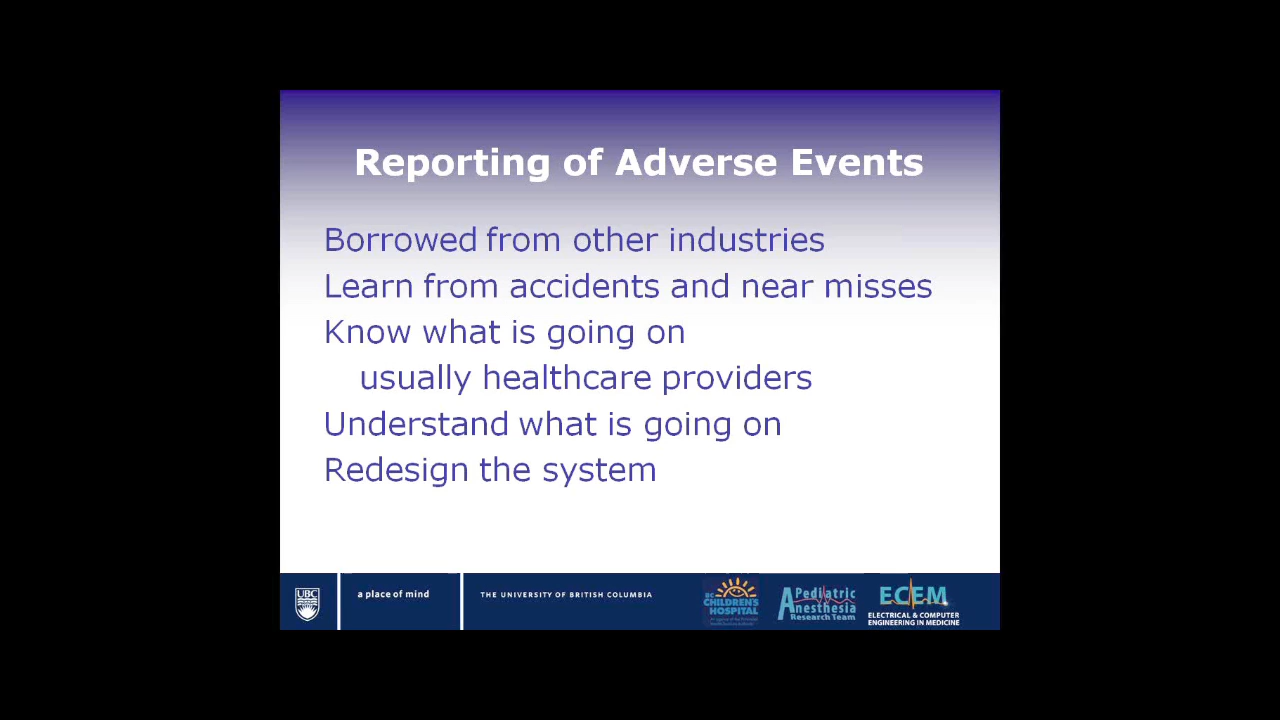 Reporting of Adverse Events
Borrowed from other industries
Learn from accidents and near misses
Know what is going on
usually healthcare providers
Understand what is going on
Redesign the system
UBC
a place of mind
THE UNIVERSITY OF BRITISH COLUMBIA
BC
CHILDREN'S
HOSPITAL
Pediatric
Anesthesia
Research Team
ECEM
ELECTRICAL & COMPUTER
ENGINEERING IN MEDICINE